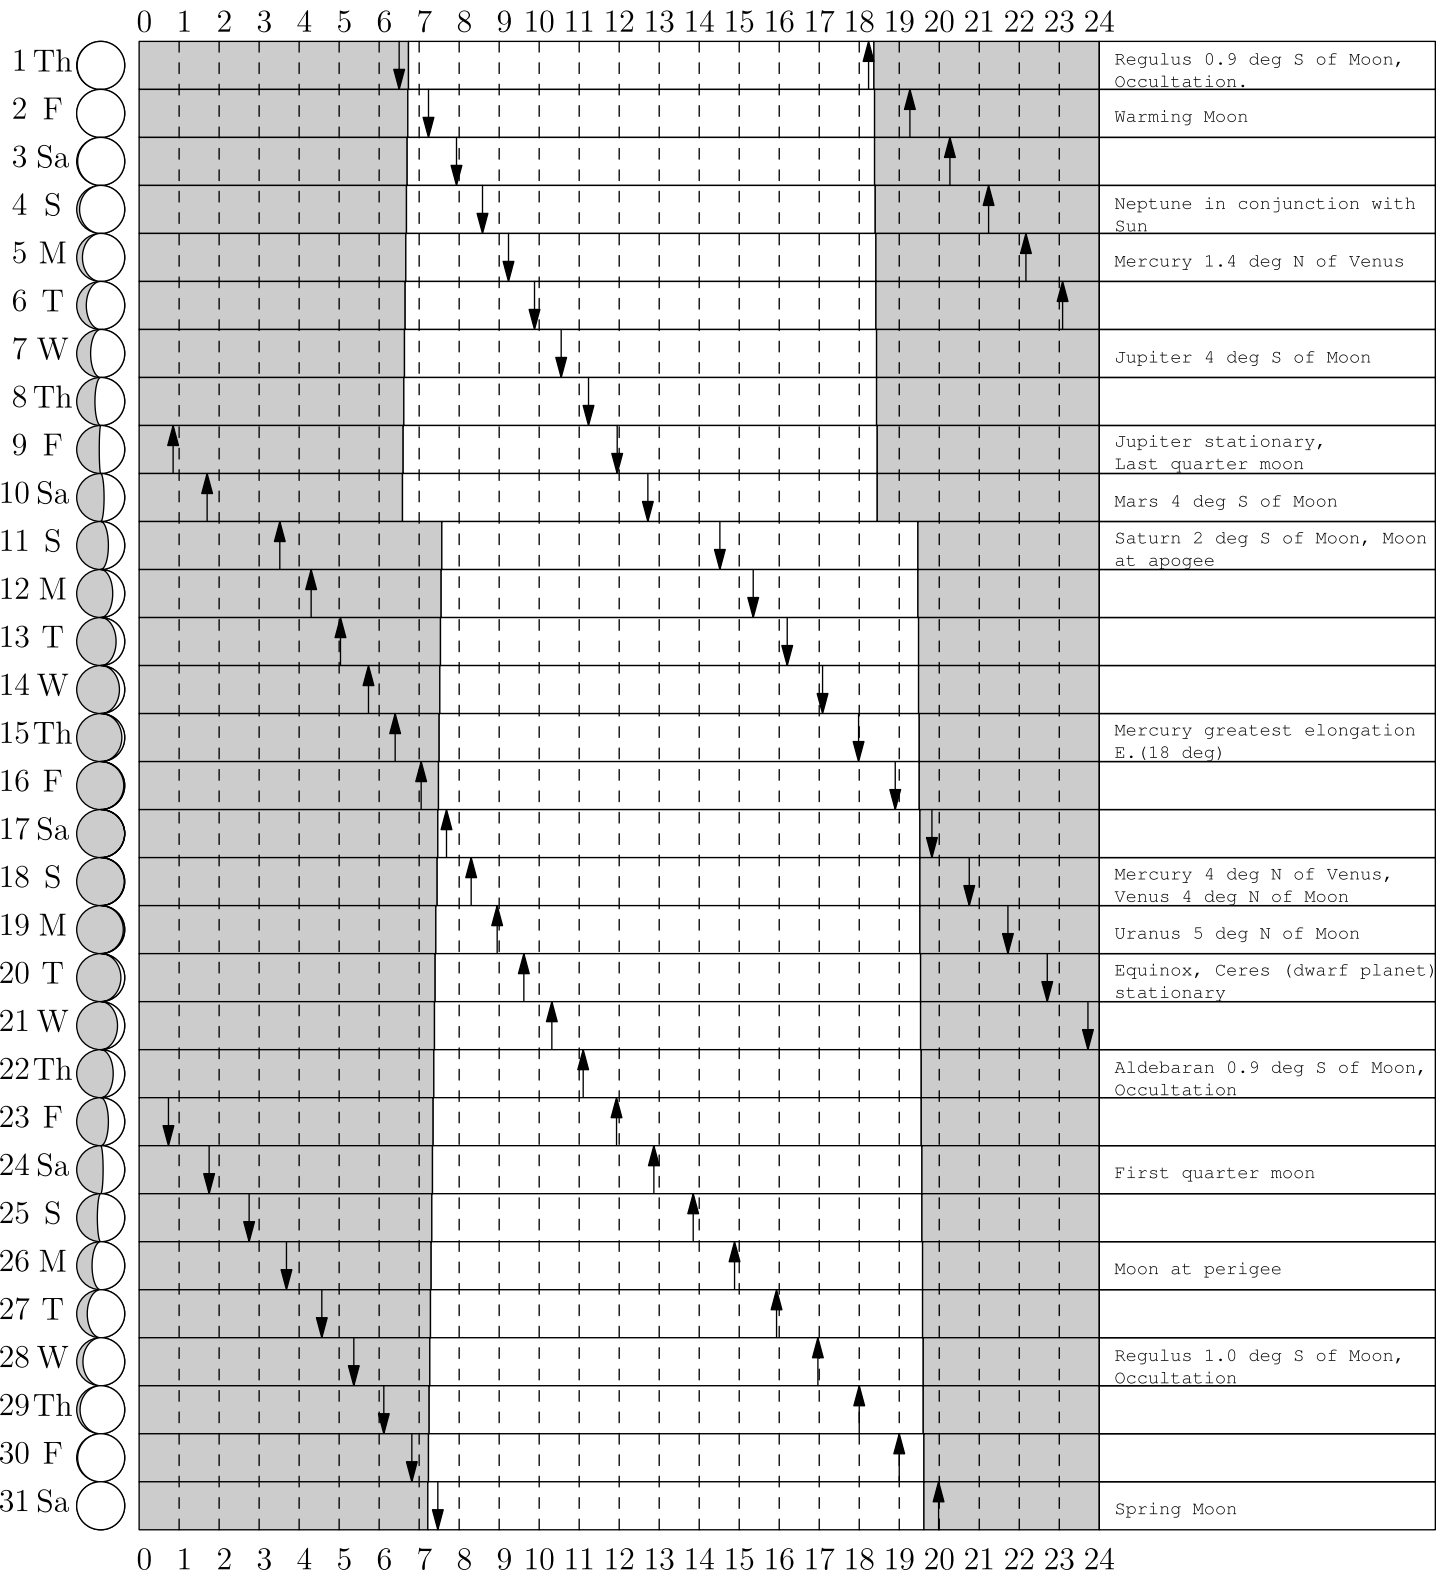 0 1 2 3 4 5 6 7 8 9 10 11 12 13 14 15 16 17 18 19 20 21 22 23 24
1 Th Regulus 0.9 deg S of Moon,
Occultation.
2 F Warming Moon
3 Sa
4 S Neptune in conjunction with
Sun
5 M Mercury 1.4 deg N of Venus
6 T
7 W Jupiter 4 deg S of Moon
8 Th
9 F Jupiter stationary,
Last quarter moon
10 Sa Mars 4 deg S of Moon
11 S Saturn 2 deg S of Moon, Moon
at apogee
12 M
13 T
14 W
15 Th Mercury greatest elongation
E.(18 deg)
16 F
17 Sa
18 S Mercury 4 deg N of Venus,
Venus 4 deg N of Moon
19 M Uranus 5 deg N of Moon
20 T Equinox, Ceres (dwarf planet)
stationary
21 W
22 Th Aldebaran 0.9 deg S of Moon,
Occultation
23 F
24 Sa First quarter moon
25 S
26 M Moon at perigee
27 T
28 W Regulus 1.0 deg S of Moon,
Occultation
29 Th
30 F
31 Sa Spring Moon
0 1 2 3 4 5 6 7 8 9 10 11 12 13 14 15 16 17 18 19 20 21 22 23 24